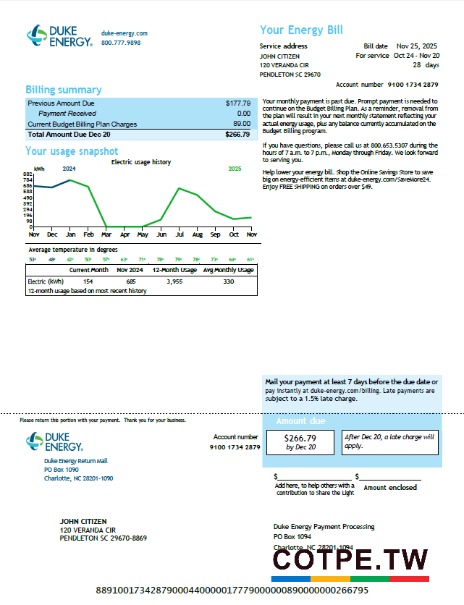 DUKE ENERGY®
duke-energy.com
800.777.9898
Your Energy Bill
Service address
JOHN CITIZEN
120 VERANDA CIR
PENDLETON SC 29670
Bill date Nov 25, 2025
For service Oct 24 - Nov 20
28 days
Account number 9100 1734 2879
Billing summary
Previous Amount Due $177.79
Payment Received 0.00
Current Budget Billing Plan Charges 89.00
Total Amount Due Dec 20 $266.79
Your monthly payment is past due. Prompt payment is needed to continue on the Budget Billing Plan. As a reminder, removal from the plan will result in your next monthly statement reflecting your actual energy usage, plus any balance currently accumulated on the Budget Billing program.
If you have questions, please call us at 800.653.5307 during the hours of 7 a.m. to 7 p.m., Monday through Friday. We look forward to serving you.
Help lower your energy bill. Shop the Online Savings Store to save big on energy-efficient items at duke-energy.com/SaveMore24. Enjoy FREE SHIPPING on orders over $49.
Your usage snapshot
Electric usage history
kWh 2024 2025
882
784
686
588
490
392
294
196
98
0
Nov Dec Jan Feb Mar Apr May Jun Jul Aug Sep Oct Nov
Average temperature in degrees
Current Month Nov 2024 12-Month Usage Avg Monthly Usage
Electric (kWh) 154 685 3,955 330
12-month usage based on most recent history
Mail your payment at least 7 days before the due date or
pay instantly at duke-energy.com/billing. Late payments are
subject to a 1.5% late charge.
Please return this portion with your payment. Thank you for your business.
Amount due
DUKE ENERGY®
Account number
9100 1734 2879
$266.79
by Dec 20
After Dec 20, a late charge will
apply.
Duke Energy Return Mail
PO Box 1090
Charlotte, NC 28201-1090
$ $
Add here, to help others with a
contribution to Share the Light
Amount enclosed
JOHN CITIZEN
120 VERANDA CIR
PENDLETON SC 29670-8869
Duke Energy Payment Processing
PO Box 1094
Charlotte, NC 28201-1094
COTPE.TW
889100173428790004400000177790000000890000000266795